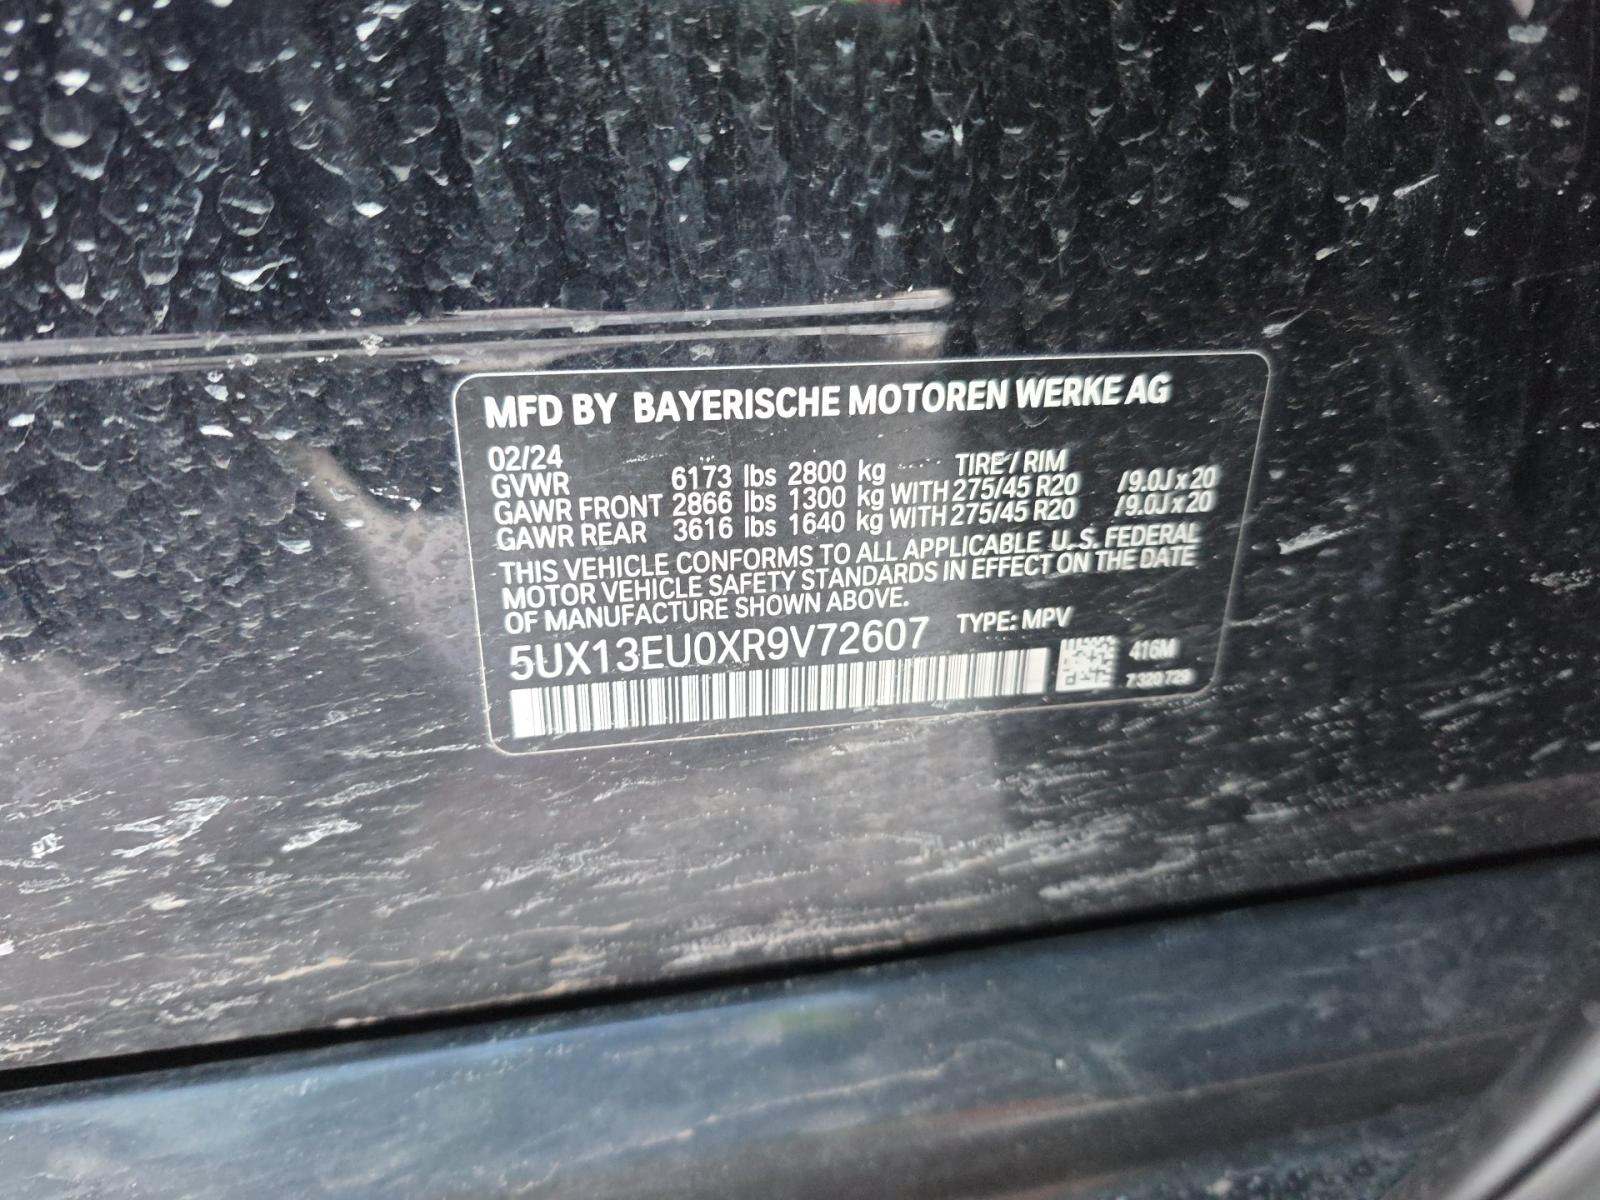 MFD BY BAYERISCHE MOTOREN WERKE AG
02/24 TIRE / RIM
GVWR 6173 lbs 2800 kg
GAWR FRONT 2866 lbs 1300 kg WITH 275/45 R20 /9.0J x 20
GAWR REAR 3616 lbs 1640 kg WITH 275/45 R20 /9.0J x 20
THIS VEHICLE CONFORMS TO ALL APPLICABLE U.S. FEDERAL
MOTOR VEHICLE SAFETY STANDARDS IN EFFECT ON THE DATE
OF MANUFACTURE SHOWN ABOVE.
5UX13EU0XR9V72607 TYPE: MPV
416M
7 320 728